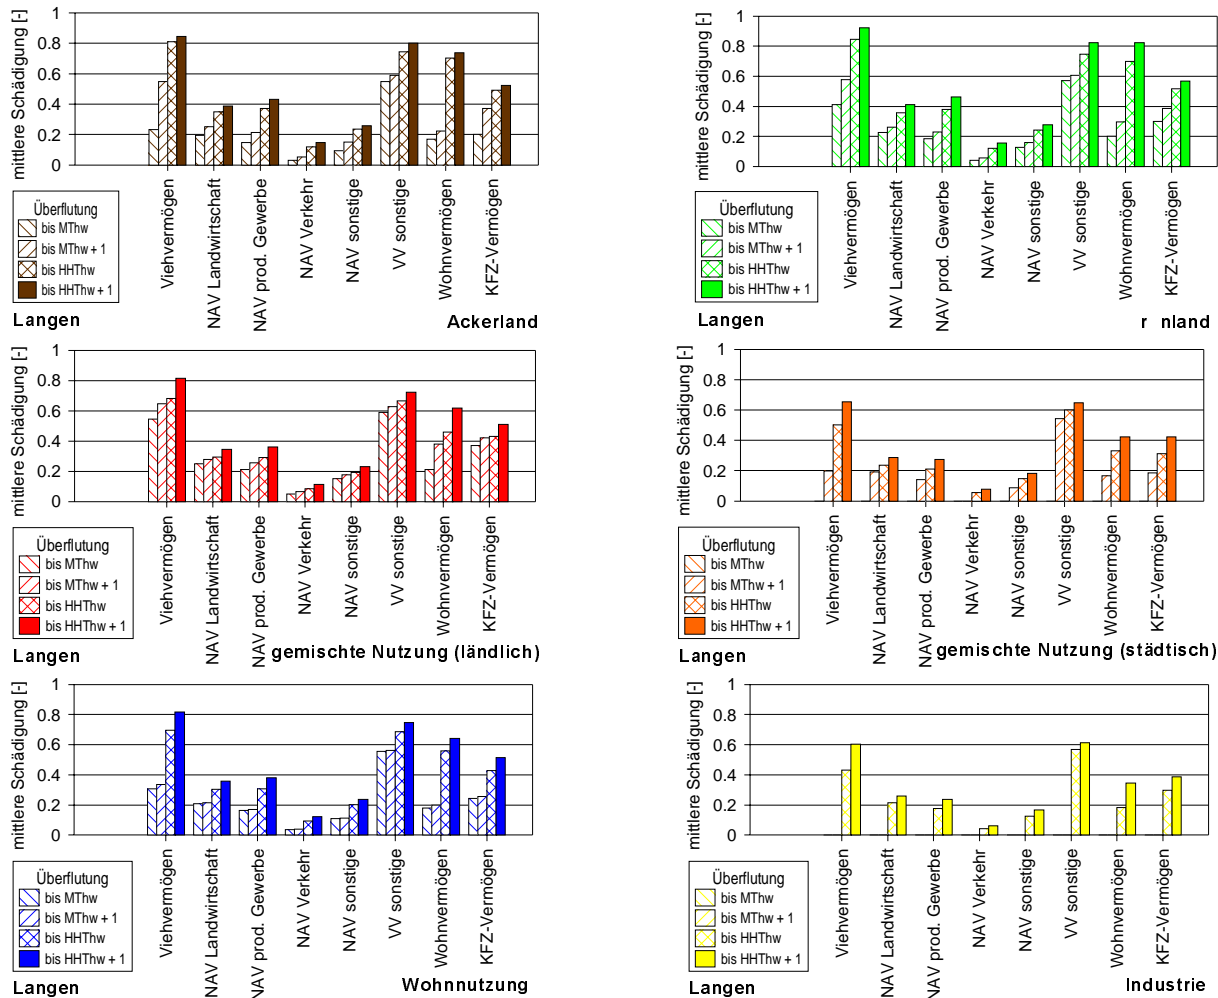 mittlere Schädigung [-]
1
0.8
0.6
0.4
0.2
0
Viehvermögen
NAV Landwirtschaft
NAV prod. Gewerbe
NAV Verkehr
NAV sonstige
VV sonstige
Wohnvermögen
KFZ-Vermögen
Überflutung
bis MThw
bis MThw + 1
bis HHThw
bis HHThw + 1
Langen
Ackerland
mittlere Schädigung [-]
1
0.8
0.6
0.4
0.2
0
Viehvermögen
NAV Landwirtschaft
NAV prod. Gewerbe
NAV Verkehr
NAV sonstige
VV sonstige
Wohnvermögen
KFZ-Vermögen
Überflutung
bis MThw
bis MThw + 1
bis HHThw
bis HHThw + 1
Langen
r nland
mittlere Schädigung [-]
1
0.8
0.6
0.4
0.2
0
Viehvermögen
NAV Landwirtschaft
NAV prod. Gewerbe
NAV Verkehr
NAV sonstige
VV sonstige
Wohnvermögen
KFZ-Vermögen
Überflutung
bis MThw
bis MThw + 1
bis HHThw
bis HHThw + 1
Langen
gemischte Nutzung (ländlich)
mittlere Schädigung [-]
1
0.8
0.6
0.4
0.2
0
Viehvermögen
NAV Landwirtschaft
NAV prod. Gewerbe
NAV Verkehr
NAV sonstige
VV sonstige
Wohnvermögen
KFZ-Vermögen
Überflutung
bis MThw
bis MThw + 1
bis HHThw
bis HHThw + 1
Langen
gemischte Nutzung (städtisch)
mittlere Schädigung [-]
1
0.8
0.6
0.4
0.2
0
Viehvermögen
NAV Landwirtschaft
NAV prod. Gewerbe
NAV Verkehr
NAV sonstige
VV sonstige
Wohnvermögen
KFZ-Vermögen
Überflutung
bis MThw
bis MThw + 1
bis HHThw
bis HHThw + 1
Langen
Wohnnutzung
mittlere Schädigung [-]
1
0.8
0.6
0.4
0.2
0
Viehvermögen
NAV Landwirtschaft
NAV prod. Gewerbe
NAV Verkehr
NAV sonstige
VV sonstige
Wohnvermögen
KFZ-Vermögen
Überflutung
bis MThw
bis MThw + 1
bis HHThw
bis HHThw + 1
Langen
Industrie